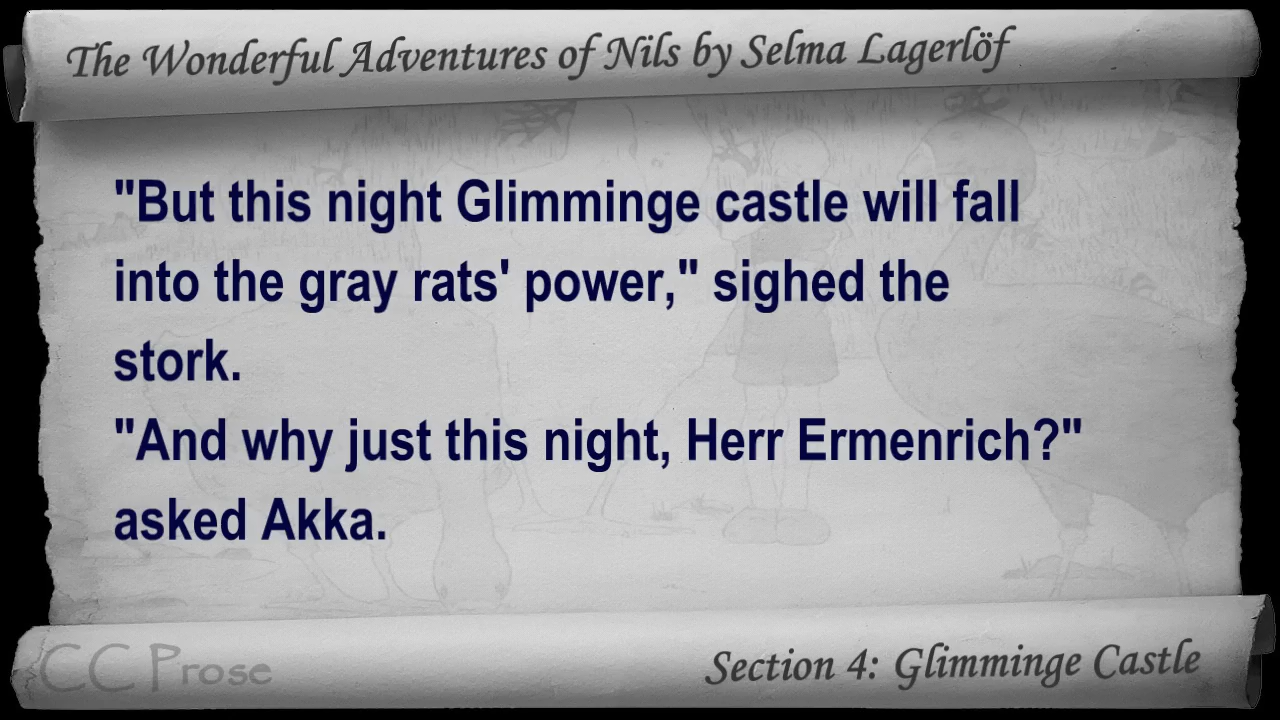 The Wonderful Adventures of Nils by Selma Lagerlöf
"But this night Glimminge castle will fall
into the gray rats' power," sighed the
stork.
"And why just this night, Herr Ermenrich?"
asked Akka.
CC Prose
Section 4: Glimminge Castle